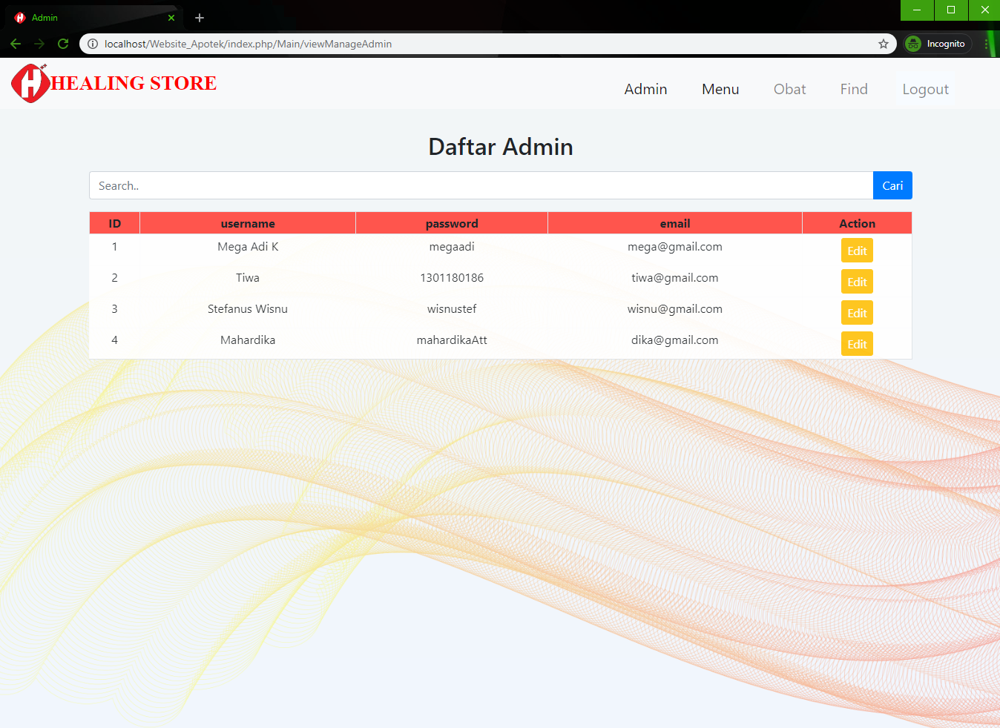 Admin
localhost/Website_Apotek/index.php/Main/viewManageAdmin
Incognito
HEALING STORE
Admin Menu Obat Find Logout
Daftar Admin
Search.. Cari
ID username password email Action
1 Mega Adi K megaadi mega@gmail.com Edit
2 Tiwa 1301180186 tiwa@gmail.com Edit
3 Stefanus Wisnu wisnustef wisnu@gmail.com Edit
4 Mahardika mahardikaAtt dika@gmail.com Edit